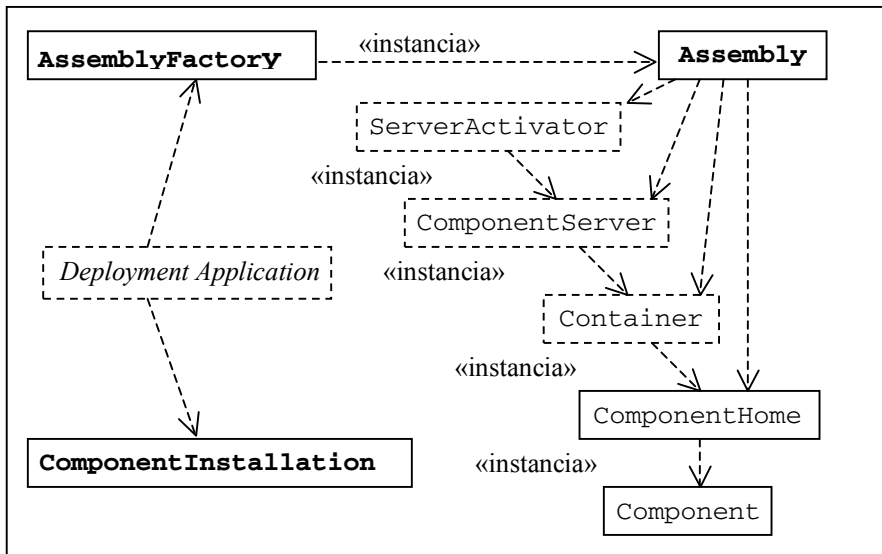 AssemblyFactory
«instancia»
Assembly
ServerActivator
«instancia»
ComponentServer
Deployment Application
«instancia»
Container
«instancia»
ComponentHome
ComponentInstallation
«instancia»
Component